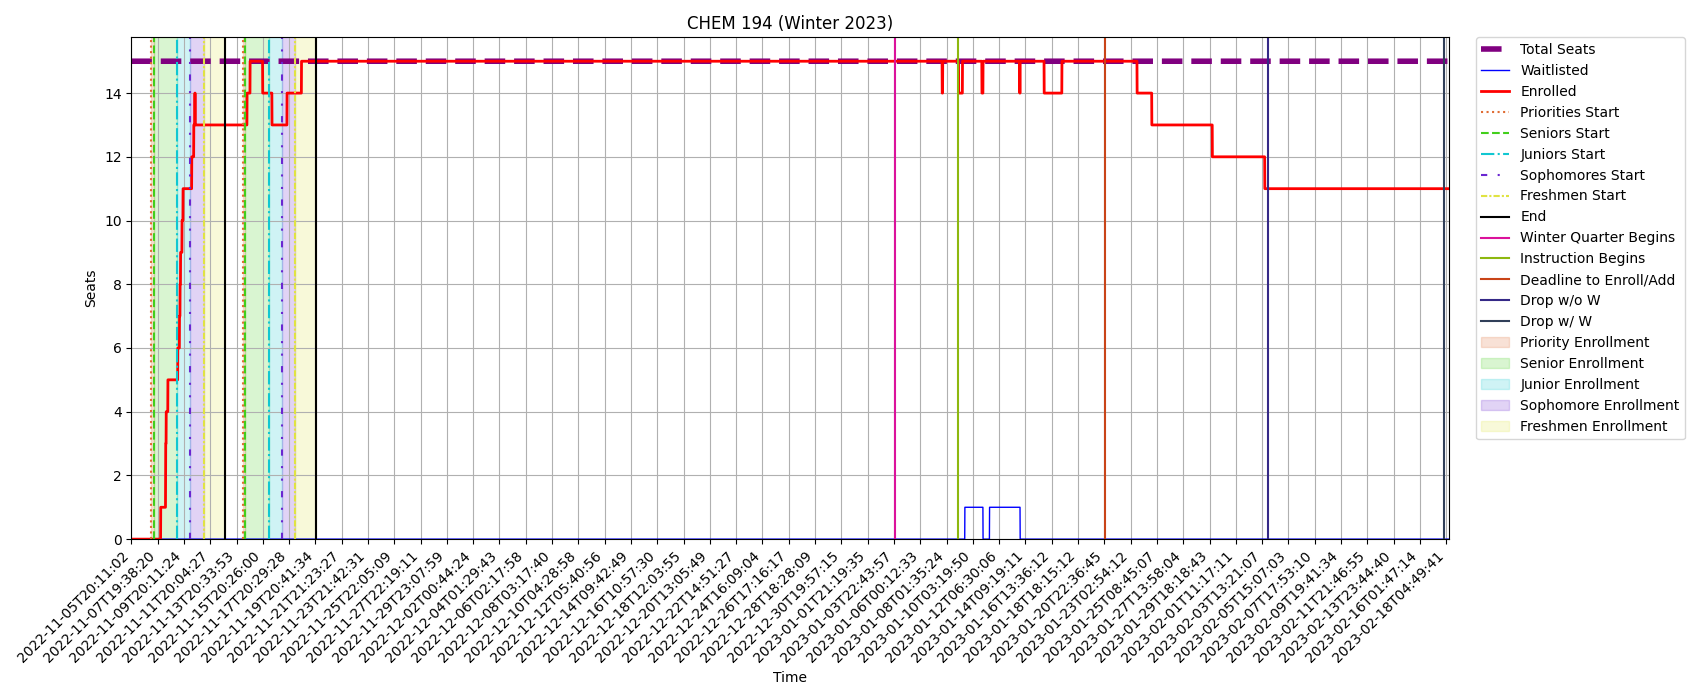 CHEM 194 (Winter 2023)
Seats
14
12
10
8
6
4
2
0
2022-11-05T20:11:02
2022-11-07T19:38:20
2022-11-09T20:11:24
2022-11-11T20:04:27
2022-11-13T20:33:53
2022-11-15T20:26:00
2022-11-17T20:29:28
2022-11-19T20:41:34
2022-11-21T21:23:27
2022-11-23T21:42:31
2022-11-25T22:05:09
2022-11-27T22:19:11
2022-11-29T23:07:59
2022-12-02T00:44:24
2022-12-04T01:29:43
2022-12-06T02:17:58
2022-12-08T03:17:40
2022-12-10T04:28:58
2022-12-12T05:40:56
2022-12-14T09:42:49
2022-12-16T10:57:30
2022-12-18T12:03:55
2022-12-20T13:05:49
2022-12-22T14:51:27
2022-12-24T16:09:04
2022-12-26T17:16:17
2022-12-28T18:28:09
2022-12-30T19:57:15
2023-01-01T21:19:35
2023-01-03T22:43:57
2023-01-06T00:12:33
2023-01-08T01:35:24
2023-01-10T03:19:50
2023-01-12T06:30:06
2023-01-14T09:19:11
2023-01-16T13:36:12
2023-01-18T18:15:12
2023-01-20T22:36:45
2023-01-23T02:54:12
2023-01-25T08:45:07
2023-01-27T13:58:04
2023-01-29T18:18:43
2023-02-01T11:17:11
2023-02-03T13:21:07
2023-02-05T15:07:03
2023-02-07T17:53:10
2023-02-09T19:41:34
2023-02-11T21:46:55
2023-02-13T23:44:40
2023-02-16T01:47:14
2023-02-18T04:49:41
Time
Total Seats
Waitlisted
Enrolled
Priorities Start
Seniors Start
Juniors Start
Sophomores Start
Freshmen Start
End
Winter Quarter Begins
Instruction Begins
Deadline to Enroll/Add
Drop w/o W
Drop w/ W
Priority Enrollment
Senior Enrollment
Junior Enrollment
Sophomore Enrollment
Freshmen Enrollment